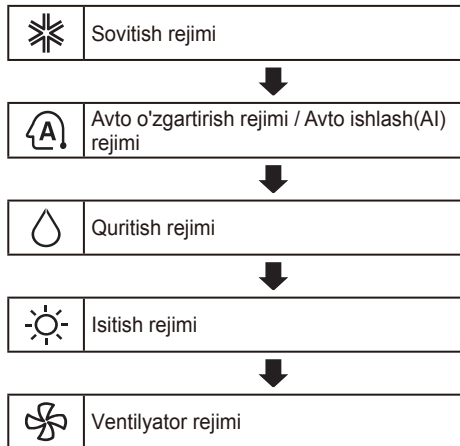 Sovitish rejimi
A
Avto o'zgartirish rejimi / Avto ishlash(AI)
rejimi
Quritish rejimi
Isitish rejimi
Ventilyator rejimi